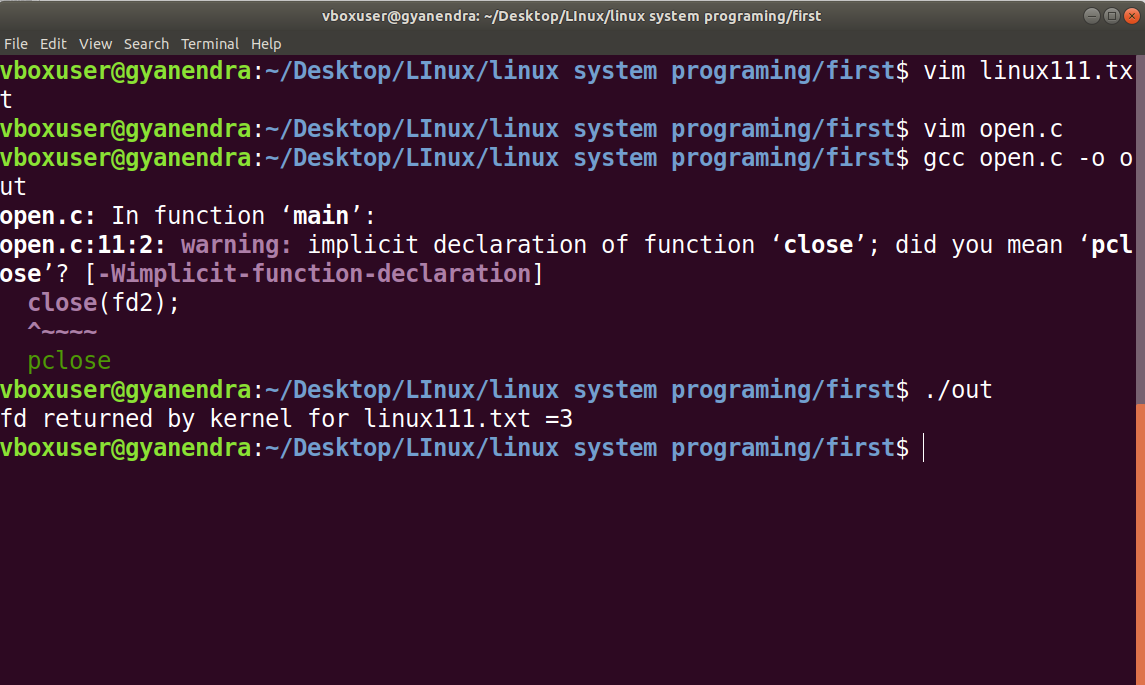 vboxuser@gyanendra: ~/Desktop/LInux/linux system programing/first
File Edit View Search Terminal Help
vboxuser@gyanendra:~/Desktop/LInux/linux system programing/first$ vim linux111.tx
t
vboxuser@gyanendra:~/Desktop/LInux/linux system programing/first$ vim open.c
vboxuser@gyanendra:~/Desktop/LInux/linux system programing/first$ gcc open.c -o o
ut
open.c: In function ‘main’:
open.c:11:2: warning: implicit declaration of function ‘close’; did you mean ‘pcl
ose’? [-Wimplicit-function-declaration]
  close(fd2);
  ^~~~~
  pclose
vboxuser@gyanendra:~/Desktop/LInux/linux system programing/first$ ./out
fd returned by kernel for linux111.txt =3
vboxuser@gyanendra:~/Desktop/LInux/linux system programing/first$